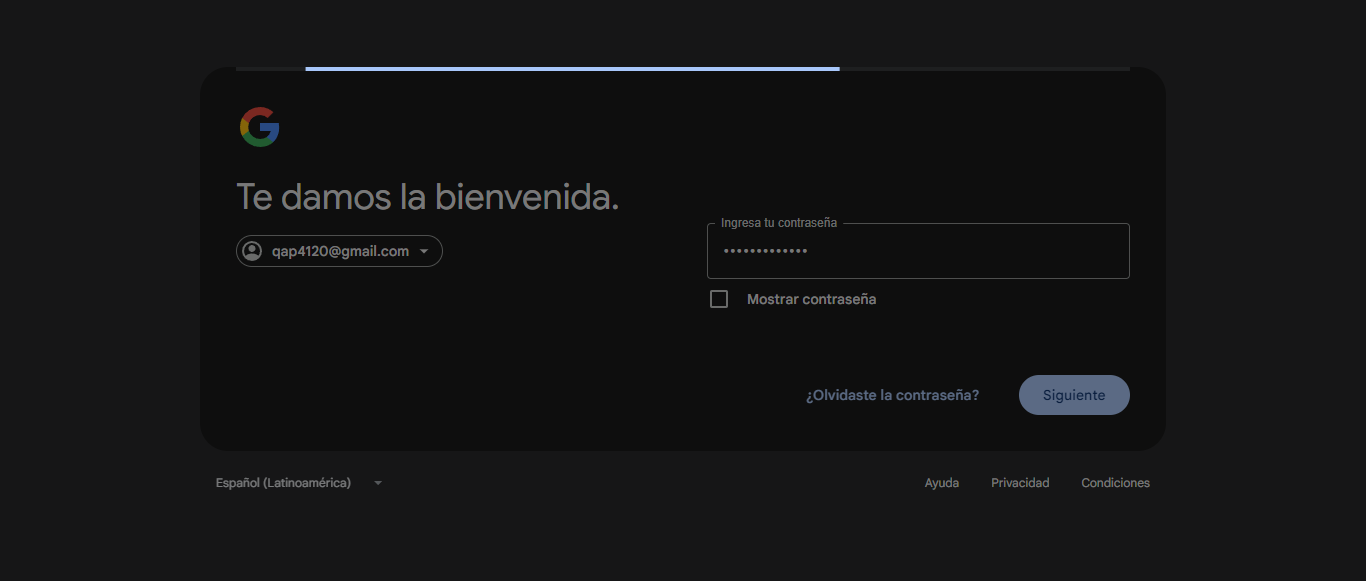 Te damos la bienvenida.
qap4120@gmail.com
Ingresa tu contraseña
•••••••••••••
Mostrar contraseña
¿Olvidaste la contraseña?
Siguiente
Español (Latinoamérica)
Ayuda
Privacidad
Condiciones